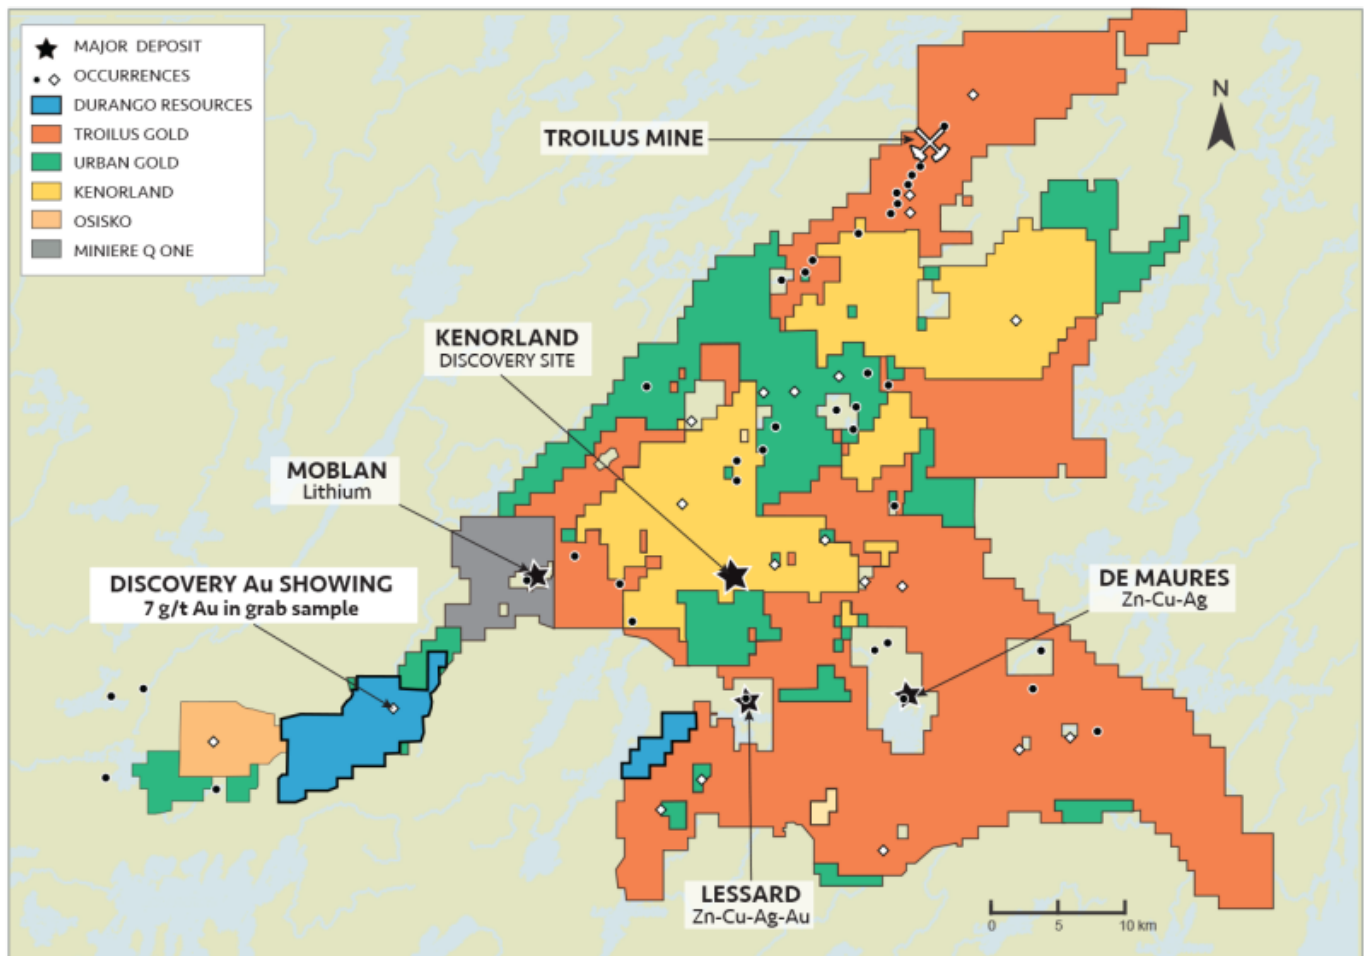 MAJOR DEPOSIT
OCCURRENCES
DURANGO RESOURCES
TROILUS GOLD
URBAN GOLD
KENORLAND
OSISKO
MINIERE Q ONE
N
TROILUS MINE
KENORLAND
DISCOVERY SITE
MOBLAN
Lithium
DISCOVERY Au SHOWING
7 g/t Au in grab sample
DE MAURES
Zn-Cu-Ag
LESSARD
Zn-Cu-Ag-Au
0 5 10 km